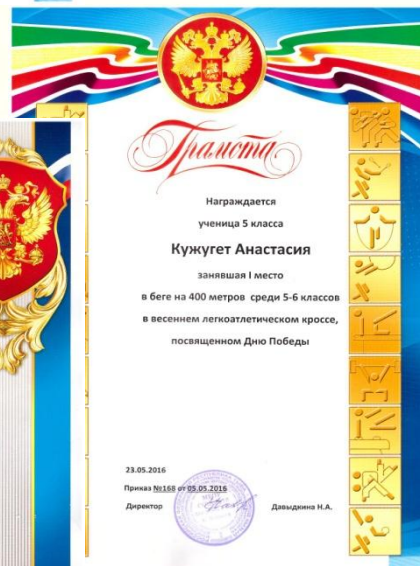 Грамота
Награждается
ученица 5 класса
Кужугет Анастасия
занявшая I место
в беге на 400 метров среди 5-6 классов
в весеннем легкоатлетическом кроссе,
посвященном Дню Победы
23.05.2016
Приказ №168 от 05.05.2016
Директор Давыдкина Н.А.